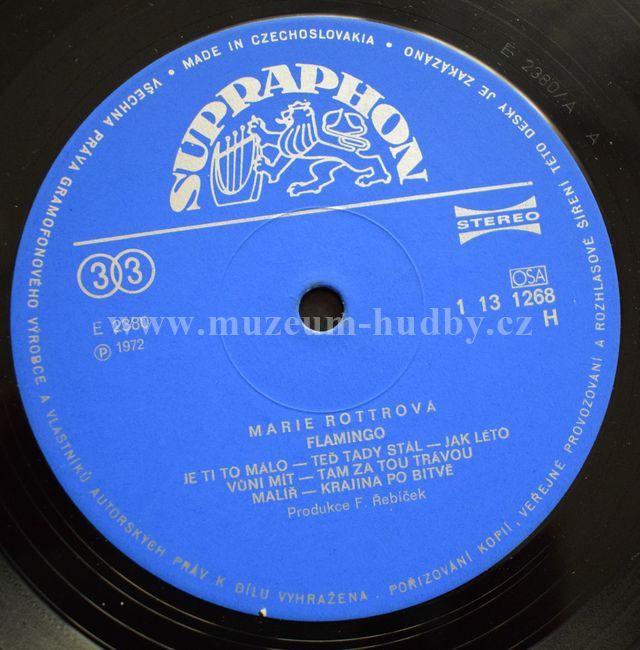 VŠECHNA PRÁVA GRAMOFONOVÉHO VÝROBCE A VLASTNÍKŮ AUTORSKÝCH PRÁV K DÍLU VYHRAŽENA. POŘIZOVÁNÍ KOPIÍ, VEŘEJNÉ PROVOZOVÁNÍ A ROZHLASOVÉ ŠÍŘENÍ TÉTO DESKY JE ZAKÁZÁNO • MADE IN CZECHOSLOVAKIA •
E 2380/A A
SUPRAPHON
STEREO
33
OSA
1 13 1268
H
E 2380
Ⓟ 1972
www.muzeum-hudby.cz
MARIE ROTTROVÁ
FLAMINGO
JE TI TO MÁLO — TEĎ TADY STÁL — JAK LÉTO
VŮNI MÍT — TAM ZA TOU TRÁVOU
MALÍŘ — KRAJINA PO BITVĚ
Produkce F. Řebíček